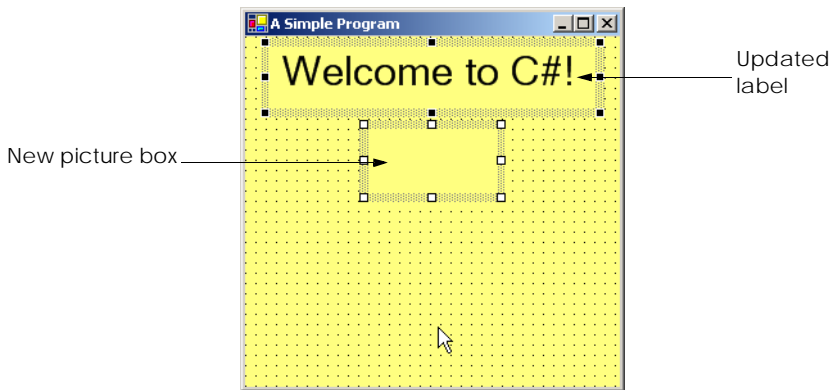 A Simple Program
Welcome to C#!
Updated
label
New picture box